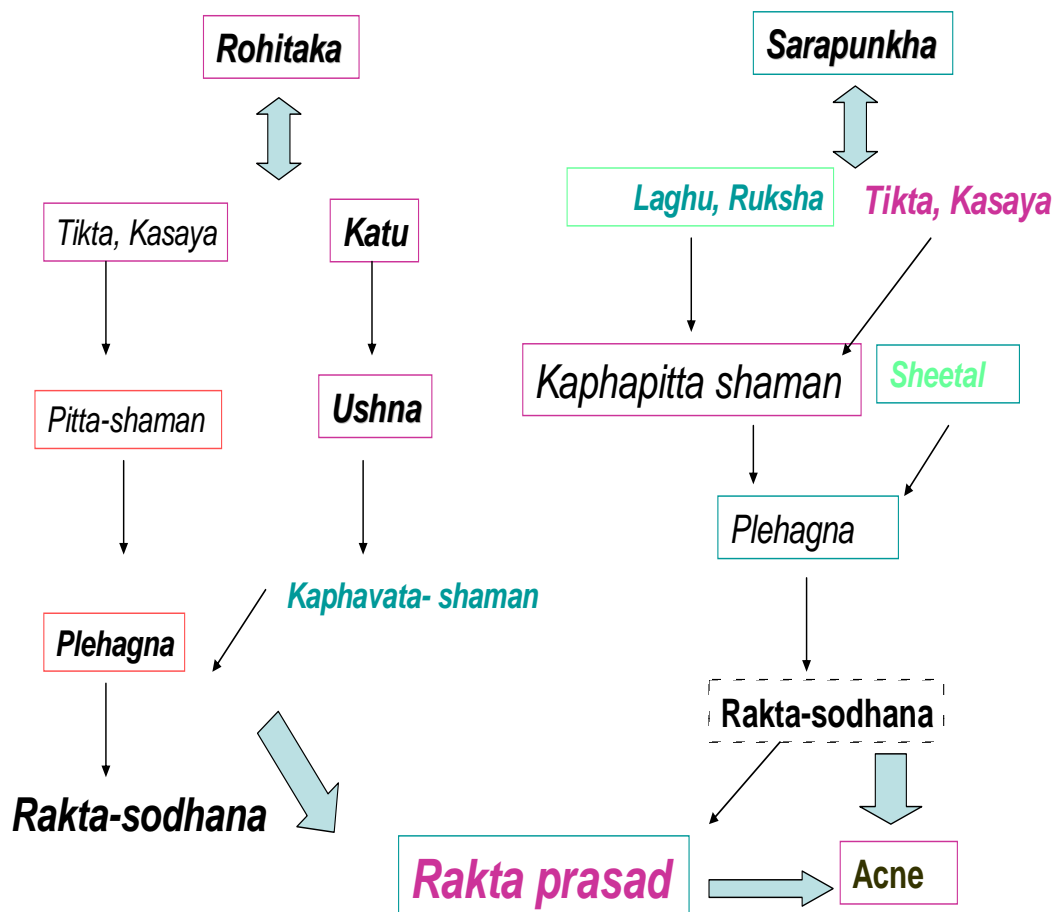 Rohitaka
Sarapunkha
Laghu, Ruksha
Tikta, Kasaya
Tikta, Kasaya
Katu
Kaphapitta shaman
Sheetal
Pitta-shaman
Ushna
Plehagna
Kaphavata- shaman
Plehagna
Rakta-sodhana
Rakta-sodhana
Rakta prasad
Acne